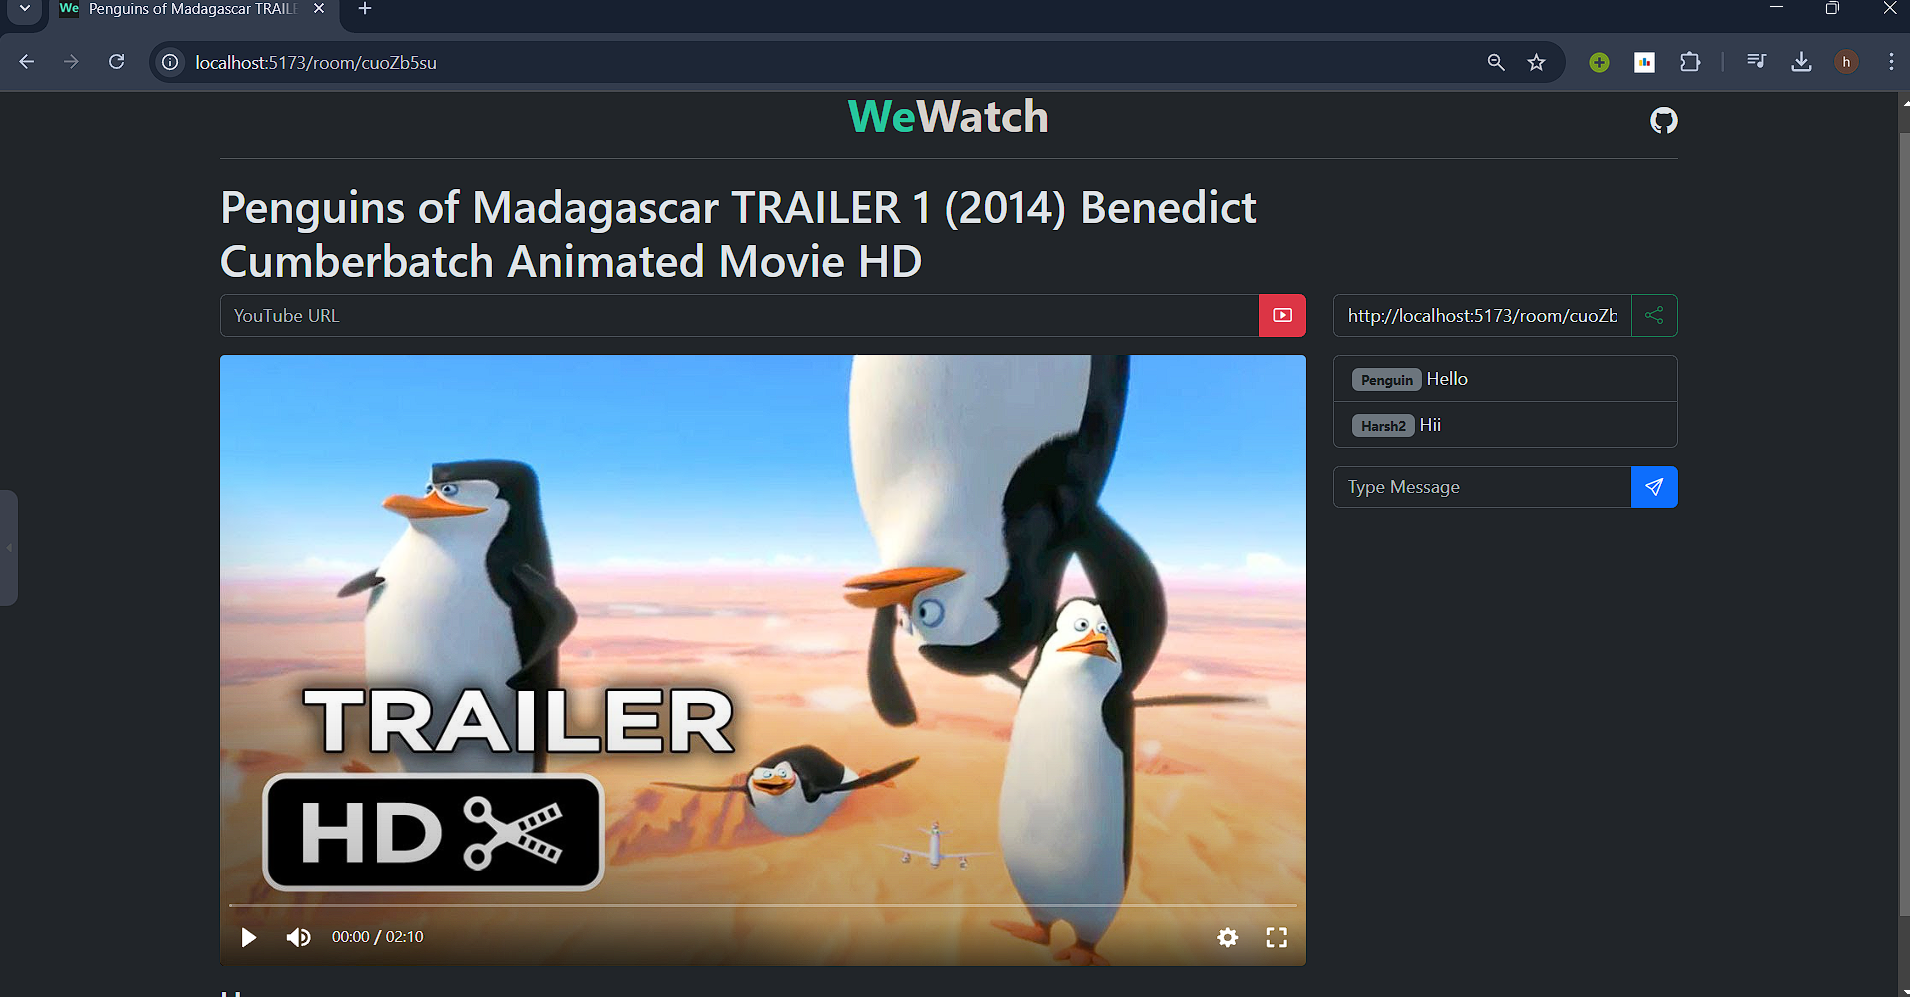 We Penguins of Madagascar TRAILE
localhost:5173/room/cuoZb5su
h
WeWatch
Penguins of Madagascar TRAILER 1 (2014) Benedict
Cumberbatch Animated Movie HD
YouTube URL
http://localhost:5173/room/cuoZb
Penguin Hello
Harsh2 Hii
Type Message
TRAILER
HD
00:00 / 02:10